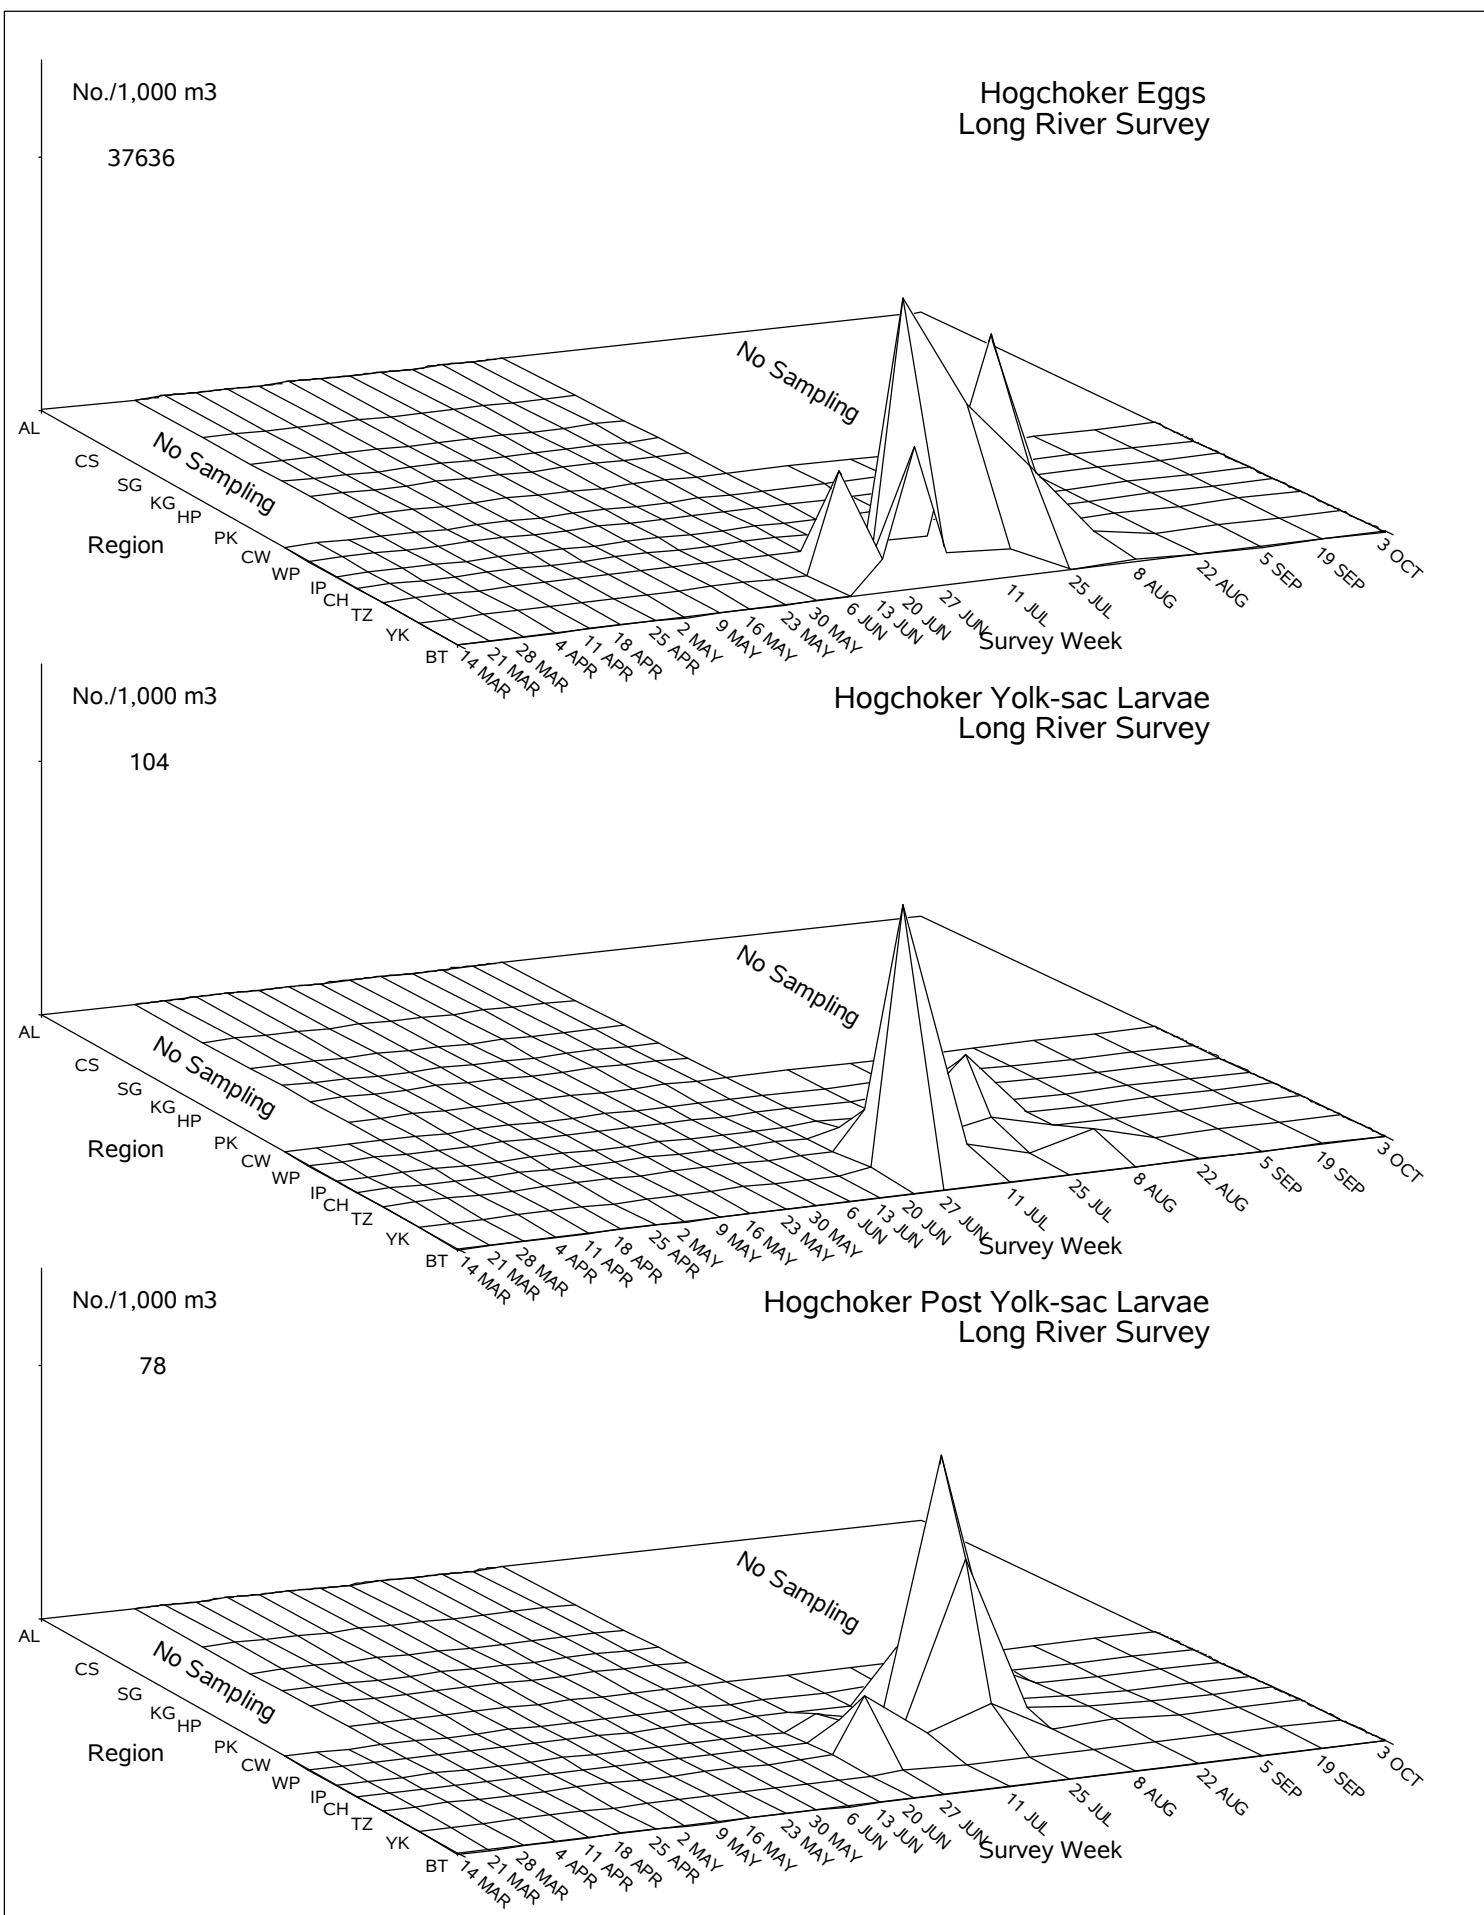 No./1,000 m3
Hogchoker Eggs
Long River Survey
37636
No Sampling
No Sampling
AL
CS
SG
KG
HP
PK
CW
WP
IP
CH
TZ
YK
BT
Region
14 MAR
21 MAR
28 MAR
4 APR
11 APR
18 APR
25 APR
2 MAY
9 MAY
16 MAY
23 MAY
30 MAY
6 JUN
13 JUN
20 JUN
27 JUN
11 JUL
25 JUL
8 AUG
22 AUG
5 SEP
19 SEP
3 OCT
Survey Week
No./1,000 m3
Hogchoker Yolk-sac Larvae
Long River Survey
104
No Sampling
No Sampling
AL
CS
SG
KG
HP
PK
CW
WP
IP
CH
TZ
YK
BT
Region
14 MAR
21 MAR
28 MAR
4 APR
11 APR
18 APR
25 APR
2 MAY
9 MAY
16 MAY
23 MAY
30 MAY
6 JUN
13 JUN
20 JUN
27 JUN
11 JUL
25 JUL
8 AUG
22 AUG
5 SEP
19 SEP
3 OCT
Survey Week
No./1,000 m3
Hogchoker Post Yolk-sac Larvae
Long River Survey
78
No Sampling
No Sampling
AL
CS
SG
KG
HP
PK
CW
WP
IP
CH
TZ
YK
BT
Region
14 MAR
21 MAR
28 MAR
4 APR
11 APR
18 APR
25 APR
2 MAY
9 MAY
16 MAY
23 MAY
30 MAY
6 JUN
13 JUN
20 JUN
27 JUN
11 JUL
25 JUL
8 AUG
22 AUG
5 SEP
19 SEP
3 OCT
Survey Week